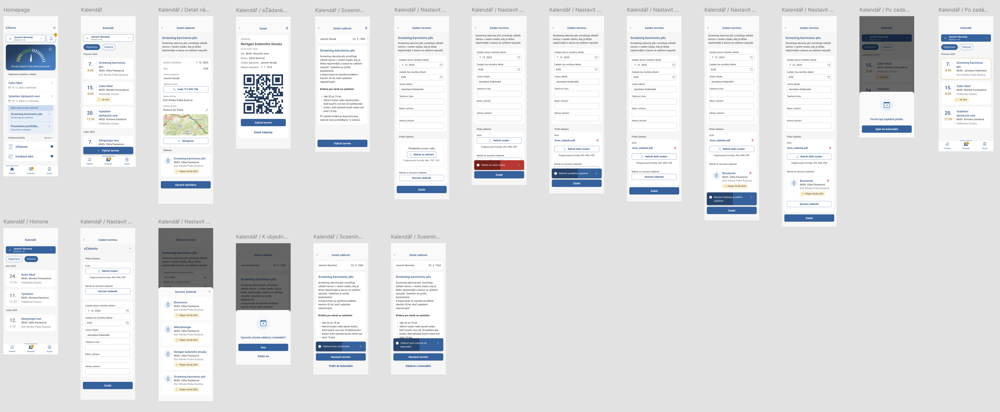 Homepage
EZKarta
Jaromír Novotný
650423/1135
3
Chcete zlepšit svůj index prevence?
Objednané vyšetření u lékaře
Zubní lékař
15. 12. 2025 v 8.00 hodin
Vyšetření dýchacích cest
20. 12. 2025 ve 12.30 hodin
Máte nárok na tyto vyšetření
Screening karcinomu plic
Screeningové vyšetření
Preventivní prohlídka...
Preventivní vyšetření
Oblíbené položky
Upravit
eŽádanky
Databáze léků
Přehled
Kalendář
Služby
Kalendář
Kalendář
Jaromír Novotný
650423/1135
Objednáno
Historie
Prosinec 2025
7.
8:00
Screening karcinomu
plic
MUDr. Edita Paulasová
EUC Klinika Praha Šustova
15.
8:00
Zubní lékař
MUDr. Monika Pomazalová
Poliklinika Chodov
Již zítra
20.
12:30
Vyšetření
dýchacích cest
MUDr. Romana Davidová
Poliklinika Chodov
Leden 2026
7.
Alergologie test
MUDr. Edita Paulasová
+ Vybrat termín
Přehled
Kalendář
Služby
Kalendář / Detail ná...
Detail události
Screening karcinomu plic
Screening rakoviny plic umožňuje odhalit
nemoc v raném stadiu, kdy je léčba
nejúčinnější a šance na vyléčení nejvyšší.
Datum návštěvy
7. 12. 2025
Čas
8:00
Jméno pacienta
Jaromír Novák
Telefonní číslo
Volat 777 890 786
Název kliniky
EUC Klinika Praha Šustova
Adresa kliniky
Šustova 28, Praha
Navigovat
Žádanka
Screening karcinomu plic
MUDr. Edita Paulasová
EUC Klinika Praha Šustova
Přijatá: 04.06.2025
Upravit návštěvu
Kalendář / eŽádank...
Detail
eŽádanka
Rentgen kolenního kloubu
05.03.2025 15:04
Od: MUDr. Novotná Jana
Komu: Karel Novotný
Jméno pacienta: Jaromír Novák
Datum narození: 1. 1. 1970
Vybrat termín
Detail žádanky
Kalendář / Sceenin...
Detail události
Jaromír Novák
23. 4. 1965
Screening karcinomu plic
Screening rakoviny plic umožňuje
odhalit nemoc v raném stadiu, kdy je
léčba nejúčinnější a šance na vyléčení
nejvyšší. Vyšetření je rychlé,
bezbolestné
a doporučuje se zejména kuřákům
starším 55 let, kteří vyšetření
nepodstoupili.
Kritéria pro nárok na vyšetření
• Věk 55 až 74 let
• Aktivní kuřáci nebo bývalí kuřáci,
kteří kouřili více než 20 balíčkoroků
• Kuřáci, kteří přestali kouřit méně než
• před 15 lety.
Při splnění kritérií je doporučovaný
interval mezi prohlídkami 12 měsíců.
Vybrat termín
Kalendář / Nastavit ...
Zadání termínu
Screening karcinomu plic
Screening rakoviny plic umožňuje odhalit
nemoc v raném stadiu, kdy je léčba
nejúčinnější a šance na vyléčení nejvyšší.
Zadejte datum návštěvy lékaře
7. 12. 2025
Zadejte čas návštěvy lékaře
8:00
Jméno lékaře
Jaroslava Dubenská
Telefonní číslo
Název zařízení
Adresa zařízení
Přidat žádanku
Přetáhněte soubor nebo
Nahrát ze zařízení
Podporované formáty XML, PDF, DOC
Nahrát ze seznamu žádanek
Seznam žádanek
Zadat
Kalendář / Nastavit ...
Zadání termínu
Screening rakoviny plic umožňuje odhalit
nemoc v raném stadiu, kdy je léčba
nejúčinnější a šance na vyléčení nejvyšší.
Zadejte datum návštěvy lékaře
7. 12. 2025
Zadejte čas návštěvy lékaře
8:00
Jméno lékaře
Jaroslava Dubenská
Telefonní číslo
Název zařízení
Adresa zařízení
Přidat žádanku
Scan
Nahrát soubor
Podporované formáty JPG, PNG, PDF
Nahrát se seznamu žádanek
Někde se stala chyba.
Zadat
Kalendář / Nastavit ...
Zadání termínu
Screening rakoviny plic umožňuje odhalit
nemoc v raném stadiu, kdy je léčba
nejúčinnější a šance na vyléčení nejvyšší.
Zadejte datum návštěvy lékaře
7. 12. 2025
Zadejte čas návštěvy lékaře
8:00
Jméno lékaře
Jaroslava Dubenská
Telefonní číslo
Název zařízení
Adresa zařízení
Přidat žádanku
Scan
Scan_zadanka.pdf
Nahrát další soubor
Podporované formáty JPG, PNG, PDF
Nahrát se seznamu žádanek
Nahrání proběhlo úspěšně.
Zadat
Kalendář / Nastavit ...
Zadání termínu
Screening karcinomu plic
Screening rakoviny plic umožňuje odhalit
nemoc v raném stadiu, kdy je léčba
nejúčinnější a šance na vyléčení nejvyšší.
Zadejte datum návštěvy lékaře
7. 12. 2025
Zadejte čas návštěvy lékaře
8:00
Jméno lékaře
Jaroslava Dubenská
Telefonní číslo
Název zařízení
Adresa zařízení
Přidat žádanku
Scan
Scan_zadanka.pdf
Nahrát další soubor
Podporované formáty JPG, PNG, PDF
Nahrát se seznamu žádanek
Seznam žádanek
Zadat
Kalendář / Nastavit ...
Zadání termínu
Screening rakoviny plic umožňuje odhalit
nemoc v raném stadiu, kdy je léčba
nejúčinnější a šance na vyléčení nejvyšší.
Zadejte datum návštěvy lékaře
7. 12. 2025
Zadejte čas návštěvy lékaře
8:00
Jméno lékaře
Jaroslava Dubenská
Telefonní číslo
Název zařízení
Adresa zařízení
Přidat žádanku
Scan
Scan_zadanka.pdf
Nahrát další soubor
Podporované formáty JPG, PNG, PDF
Nahrát se seznamu žádanek
Biochemie
MUDr. Edita Paulasová
EUC Klinika Praha Šustova
Přijatá: 04.06.2025
Nahrání žádanky proběhlo
úspěšně.
Zadat
Kalendář / Nastavit ...
Zadání termínu
Screening karcinomu plic
Screening rakoviny plic umožňuje odhalit
nemoc v raném stadiu, kdy je léčba
nejúčinnější a šance na vyléčení nejvyšší.
Zadejte datum návštěvy lékaře
7. 12. 2025
Zadejte čas návštěvy lékaře
8:00
Jméno lékaře
Jaroslava Dubenská
Telefonní číslo
Název zařízení
Adresa zařízení
Přidat žádanku
Scan
Scan_zadanka.pdf
Nahrát další soubor
Podporované formáty JPG, PNG, PDF
Nahrát se seznamu žádanek
Biochemie
MUDr. Edita Paulasová
EUC Klinika Praha Šustova
Přijatá: 04.06.2025
Seznam žádanek
Zadat
Kalendář / Po zadá...
Kalendář
Jaromír Novotný
650423/1135
Objednáno
Historie
Listopad 2025
15.
8:00
Zubní lékař
MUDr. Monika Pomazalová
Poliklinika Chodov
Již zítra
24.
Vyšetření
Termín byl úspěšně přidán.
Zpět do kalendáře
Kalendář / Po zadá...
Kalendář
Jaromír Novotný
650423/1135
Objednáno
Historie
Prosinec 2025
7.
8:00
Screening karcinomu
plic
MUDr. Jaroslava Dubenská
EUC Klinika Praha Šustova
15.
8:00
Zubní lékař
MUDr. Monika Pomazalová
Poliklinika Chodov
Již zítra
20.
12:30
Vyšetření
dýchacích cest
MUDr. Romana Davidová
Poliklinika Chodov
Přehled
Kalendář
Služby
Kalendář / Historie
Kalendář
Jaromír Novotný
650423/1135
Objednáno
Historie
Únor 2025
24.
10:00
Kožní lékař
MUDr. Monika Pomazalová
Poliklinika Chodov
11.
12:30
Vyšetření
MUDr. Romana Davidová
Poliklinika Chodov
Leden 2025
12.
9:00
Alergologie test
MUDr. Edita Paulasová
EUC Klinika Praha Šustova
Přehled
Kalendář
Služby
Kalendář / Nastavit ...
Zadání termínu
eŽádanka
Přidat žádanku
Scan
Nahrát soubor
Podporované formáty JPG, PNG, PDF
Nahrát se seznamu žádanek
Seznam žádanek
Zadejte datum návštěvy lékaře *
7. 12. 2025
Zadejte čas návštěvy lékaře *
8:00
Jméno lékaře
Jaroslava Dubenská
Telefonní číslo
Název zařízení
Adresa zařízení
Zadat
Kalendář / Nastavit ...
Nastavit termín
Screening karcinomu plic
Screening rakoviny plic umožňuje odhalit
nemoc v raném stadiu, kdy je léčba
nejúčinnější a šance na vyléčení nejvyšší.
Zadejte datum návštěvy lékaře
8.7.2025
Zadejte čas návštěvy lékaře
Seznam žádanek
Biochemie
MUDr. Edita Paulasová
EUC Klinika Praha Šustova
Přijatá: 04.06.2025
Mikrobiologie
MUDr. Edita Paulasová
EUC Klinika Praha Šustova
Přijatá: 04.06.2025
Rentgen kolenního kloubu
MUDr. Edita Paulasová
EUC Klinika Praha Šustova
Přijatá: 04.06.2025
Screening karcinomu plic
MUDr. Edita Paulasová
EUC Klinika Praha Šustova
Přijatá: 04.06.2025
Kalendář / K objedn...
Detail události
Jaromír Novotný
23. 4. 1965
Screening karcinomu plic
Screening rakoviny plic umožňuje
odhalit nemoc v raném stadiu, kdy je
léčba nejúčinnější a šance na vyléčení
nejvyšší. Vyšetření je rychlé,
bezbolestné
a doporučuje se zejména kuřákům
starším 55 let, kteří vyšetření
Opravdu chcete odebrat z kaledáře?
Ano
Zatím ne
Kalendář / Sceenin...
Detail události
Jaromír Novotný
23. 4. 1965
Screening karcinomu plic
Screening rakoviny plic umožňuje
odhalit nemoc v raném stadiu, kdy je
léčba nejúčinnější a šance na vyléčení
nejvyšší. Vyšetření je rychlé,
bezbolestné
a doporučuje se zejména kuřákům
starším 55 let, kteří vyšetření
nepostoupili.
Kritéria pro nárok na vyšetření
• Věk 55 až 74 let
• Aktivní kuřáci nebo bývalí kuřáci,
kteří kouřili více než 20 balíčkoroků
• Kuřáci, kteří přestali kouřit méně než
• před 15 lety.
Událost byla odstraněna.
Nastavit termín
Vrátit do kalendáře
Kalendář / Sceenin...
Detail události
Jaromír Novotný
23. 4. 1965
Screening karcinomu plic
Screening rakoviny plic umožňuje
odhalit nemoc v raném stadiu, kdy je
léčba nejúčinnější a šance na vyléčení
nejvyšší. Vyšetření je rychlé,
bezbolestné
a doporučuje se zejména kuřákům
starším 55 let, kteří vyšetření
nepostoupili.
Kritéria pro nárok na vyšetření
• Věk 55 až 74 let
• Aktivní kuřáci nebo bývalí kuřáci,
kteří kouřili více než 20 balíčkoroků
• Kuřáci, kteří přestali kouřit méně než
• před 15 lety.
Událost byla vrácena do
kalendáře.
Nastavit termín
Odebrat z kalendáře